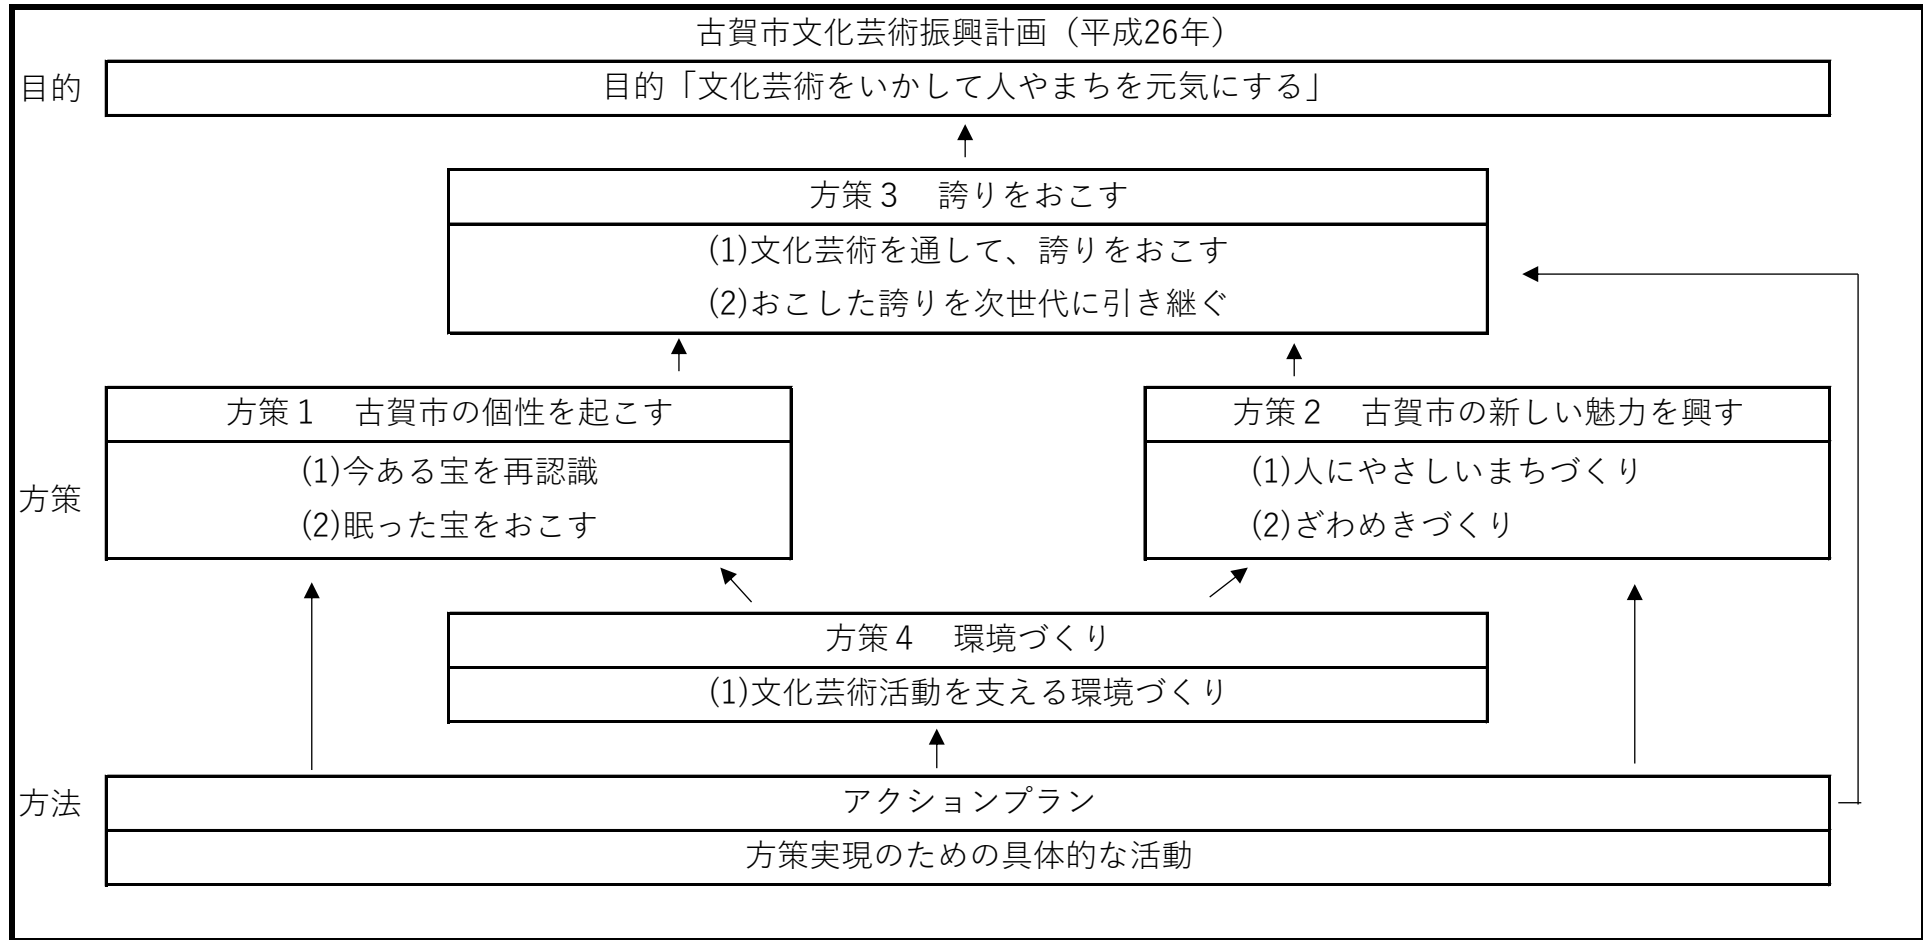 古賀市文化芸術振興計画（平成26年）
目的
目的「文化芸術をいかして人やまちを元気にする」
方策３　誇りをおこす
(1)文化芸術を通して、誇りをおこす
(2)おこした誇りを次世代に引き継ぐ
方策
方策１　古賀市の個性を起こす
(1)今ある宝を再認識
(2)眠った宝をおこす
方策２　古賀市の新しい魅力を興す
(1)人にやさしいまちづくり
(2)ざわめきづくり
方策４　環境づくり
(1)文化芸術活動を支える環境づくり
方法
アクションプラン
方策実現のための具体的な活動